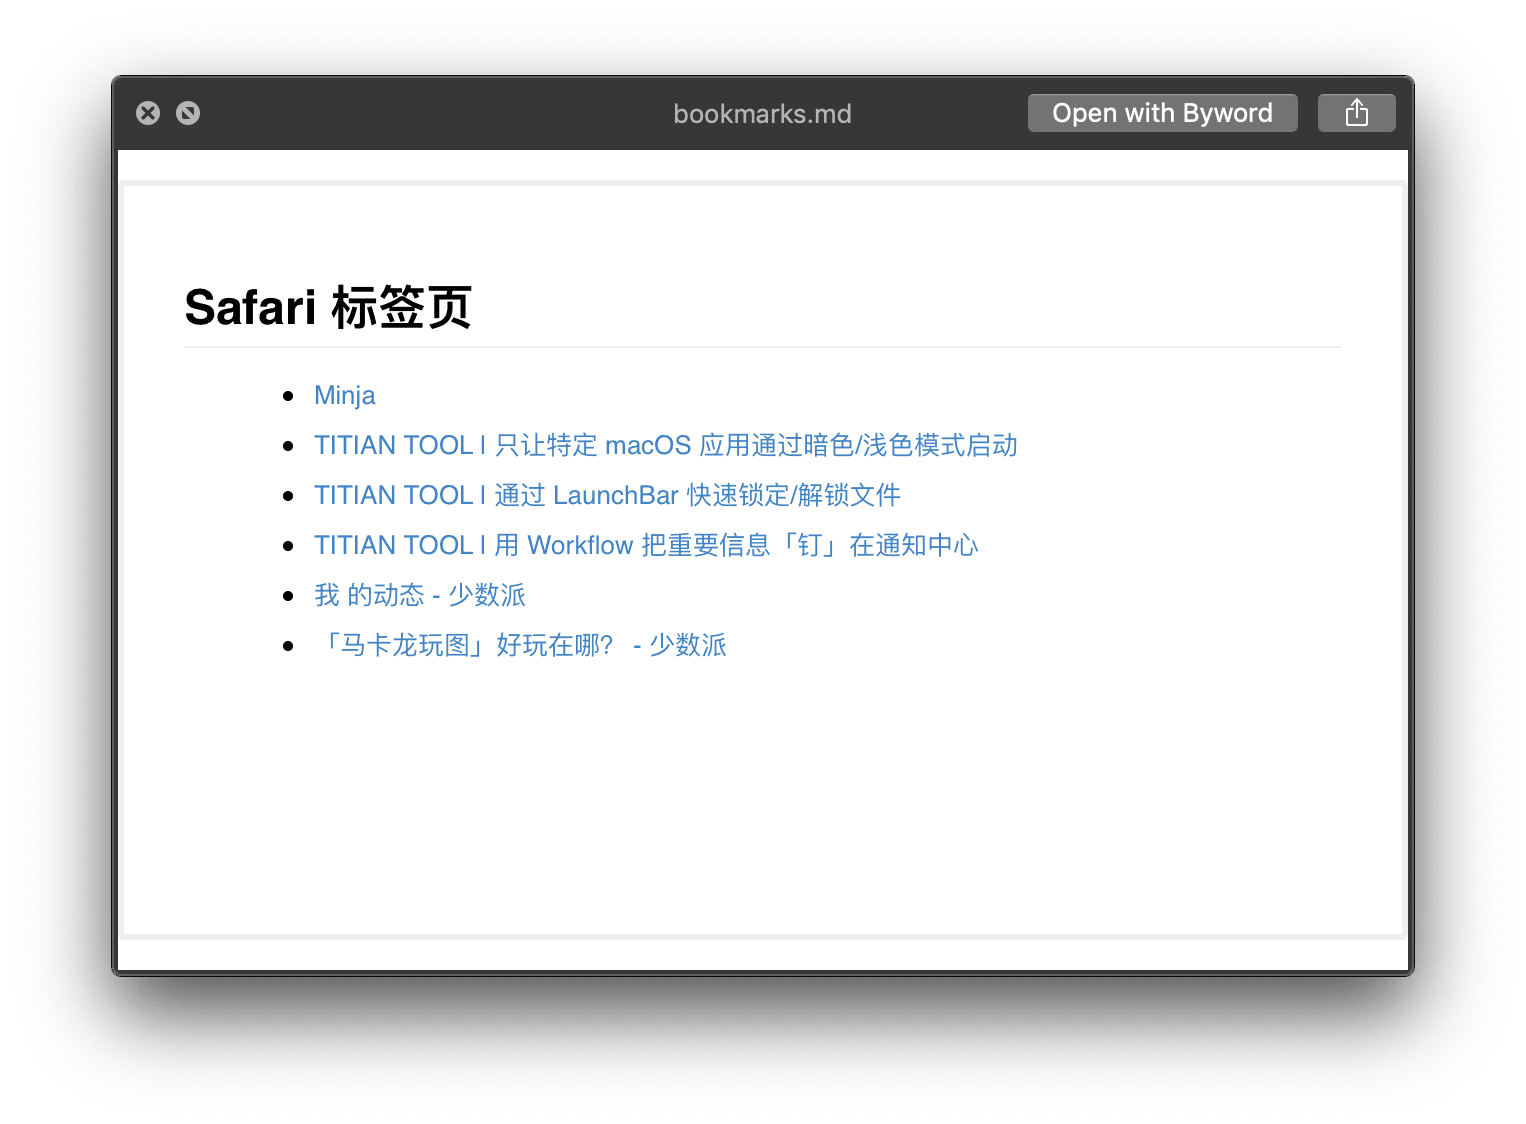 bookmarks.md
Open with Byword
Safari 标签页
Minja
TITIAN TOOL | 只让特定 macOS 应用通过暗色/浅色模式启动
TITIAN TOOL | 通过 LaunchBar 快速锁定/解锁文件
TITIAN TOOL | 用 Workflow 把重要信息「钉」在通知中心
我 的动态 - 少数派
「马卡龙玩图」好玩在哪？ - 少数派